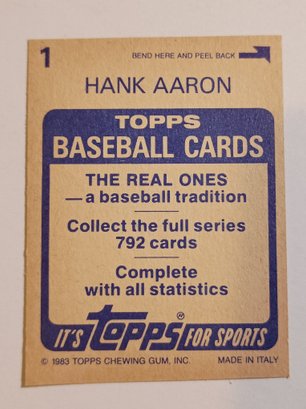 1
BEND HERE AND PEEL BACK
HANK AARON
TOPPS
BASEBALL CARDS
THE REAL ONES
— a baseball tradition
Collect the full series
792 cards
Complete
with all statistics
IT'S topps® FOR SPORTS
© 1983 TOPPS CHEWING GUM, INC. MADE IN ITALY